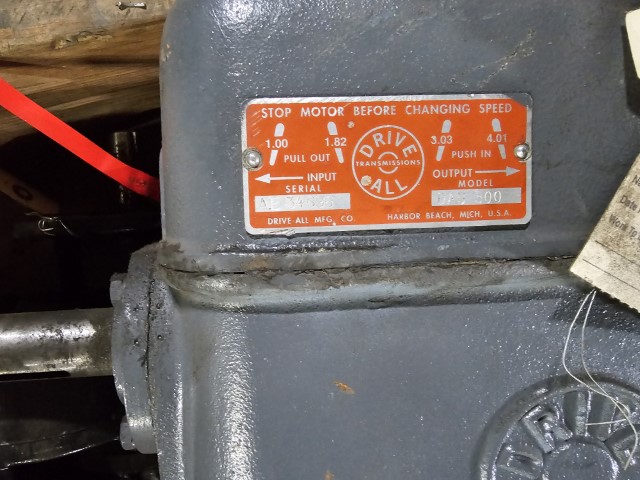 STOP MOTOR BEFORE CHANGING SPEED
1.00 1.82 3.03 4.01
PULL OUT PUSH IN
DRIVE
TRANSMISSIONS
ALL
INPUT OUTPUT
SERIAL MODEL
DRIVE ALL MFG. CO. HARBOR BEACH, MICH. U.S.A.